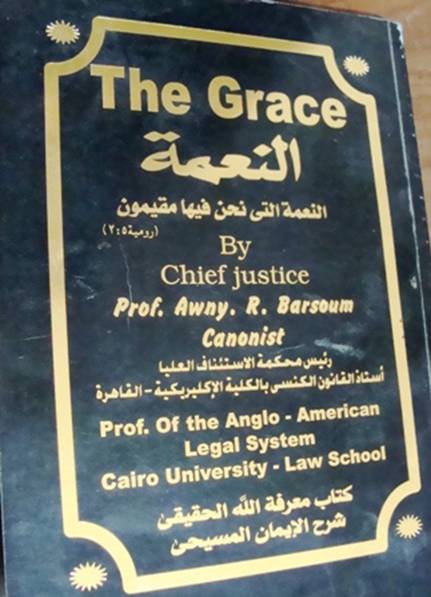 The Grace
النعمة
النعمة التى نحن فيها مقيمون
(رومية٢:٥)
By
Chief justice
Prof. Awny. R. Barsoum
Canonist
رئيس محكمة الاستئناف العليا
أستاذ القانون الكنسى بالكلية الإكليريكية - القاهرة
Prof. Of the Anglo - American
Legal System
Cairo University - Law School
كتاب معرفة الله الحقيقى
شرح الإيمان المسيحى